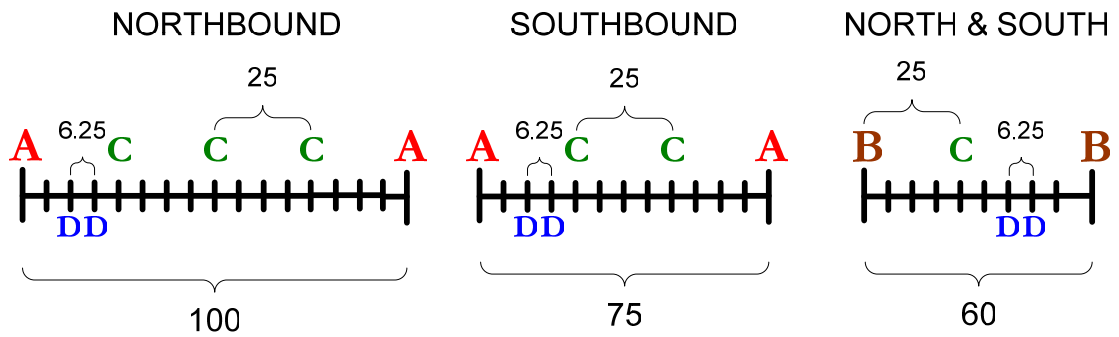 NORTHBOUND SOUTHBOUND NORTH & SOUTH
25 25 25
6.25 6.25 6.25
A C C C A A C C A B C B
DD DD DD
100 75 60